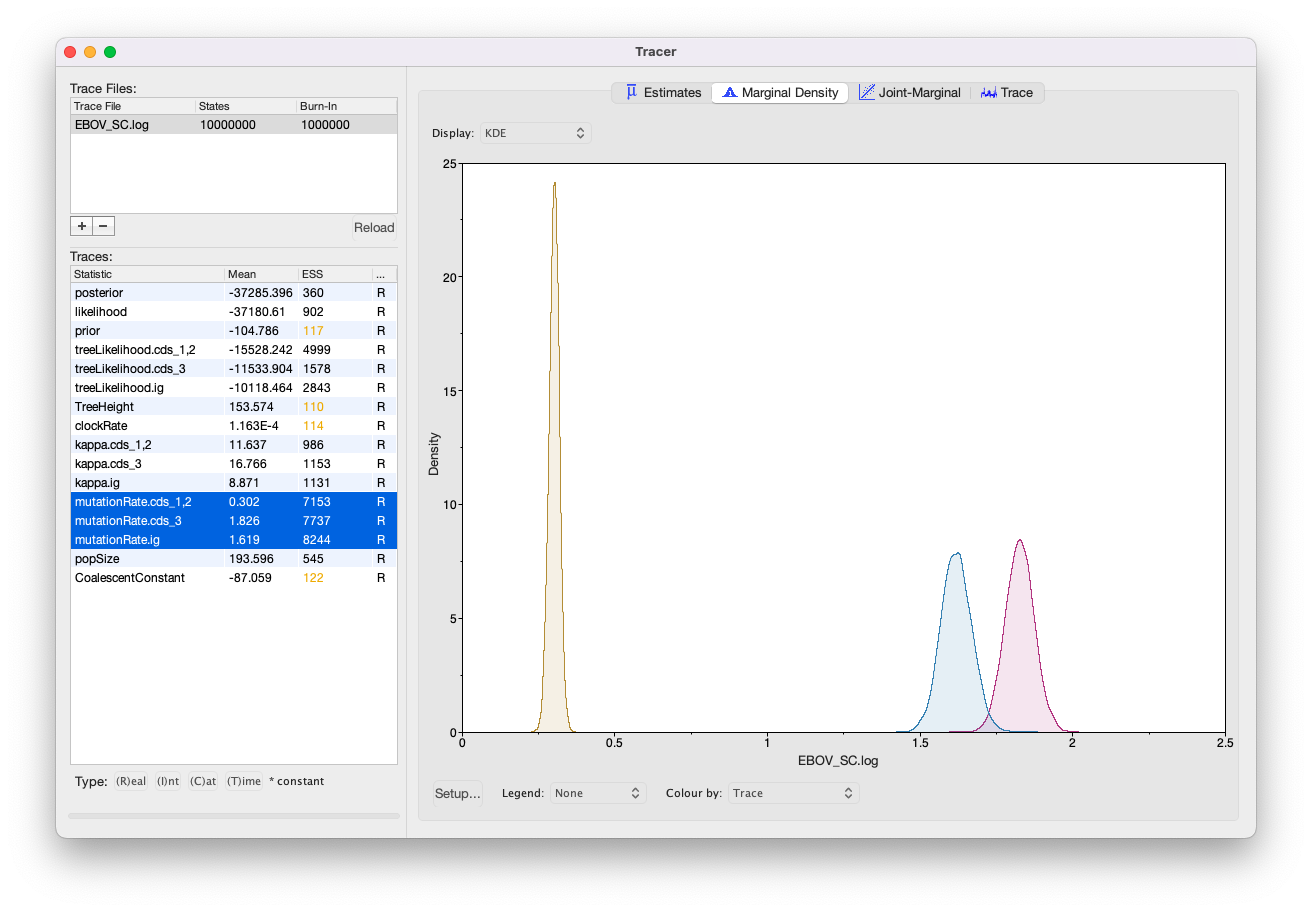 Tracer
Trace Files:
Trace File States Burn-In
EBOV_SC.log 10000000 1000000
+ −
Reload
Traces:
Statistic Mean ESS ...
posterior -37285.396 360 R
likelihood -37180.61 902 R
prior -104.786 117 R
treeLikelihood.cds_1,2 -15528.242 4999 R
treeLikelihood.cds_3 -11533.904 1578 R
treeLikelihood.ig -10118.464 2843 R
TreeHeight 153.574 110 R
clockRate 1.163E-4 114 R
kappa.cds_1,2 11.637 986 R
kappa.cds_3 16.766 1153 R
kappa.ig 8.871 1131 R
mutationRate.cds_1,2 0.302 7153 R
mutationRate.cds_3 1.826 7737 R
mutationRate.ig 1.619 8244 R
popSize 193.596 545 R
CoalescentConstant -87.059 122 R
Type: (R)eal (I)nt (C)at (T)ime * constant
μ Estimates Marginal Density Joint-Marginal Trace
Display: KDE
25
20
15
10
5
0
Density
0 0.5 1 1.5 2 2.5
EBOV_SC.log
Setup... Legend: None Colour by: Trace